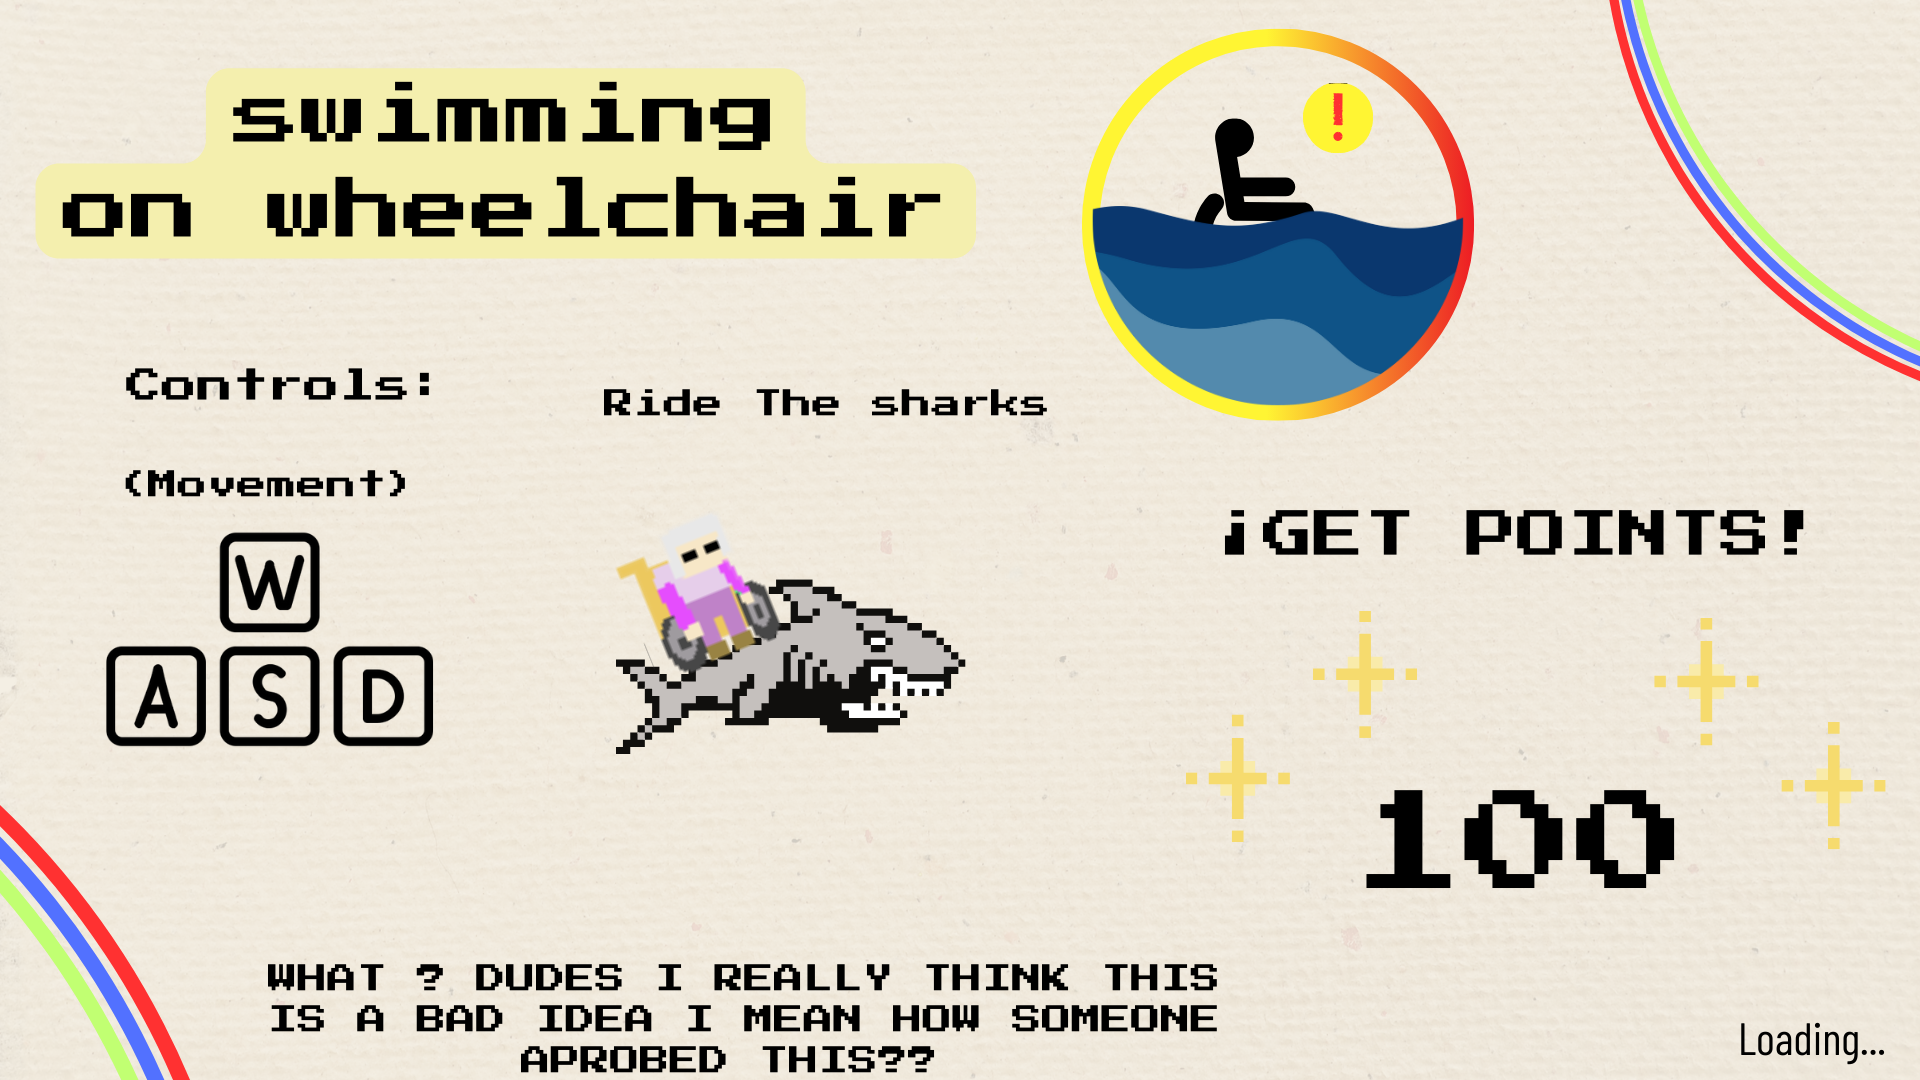 swimming
on wheelchair
!
Controls:
Ride The sharks
(Movement)
W
A S D
¡GET POINTS!
100
WHAT ? DUDES I REALLY THINK THIS
IS A BAD IDEA I MEAN HOW SOMEONE
APROBED THIS??
Loading...